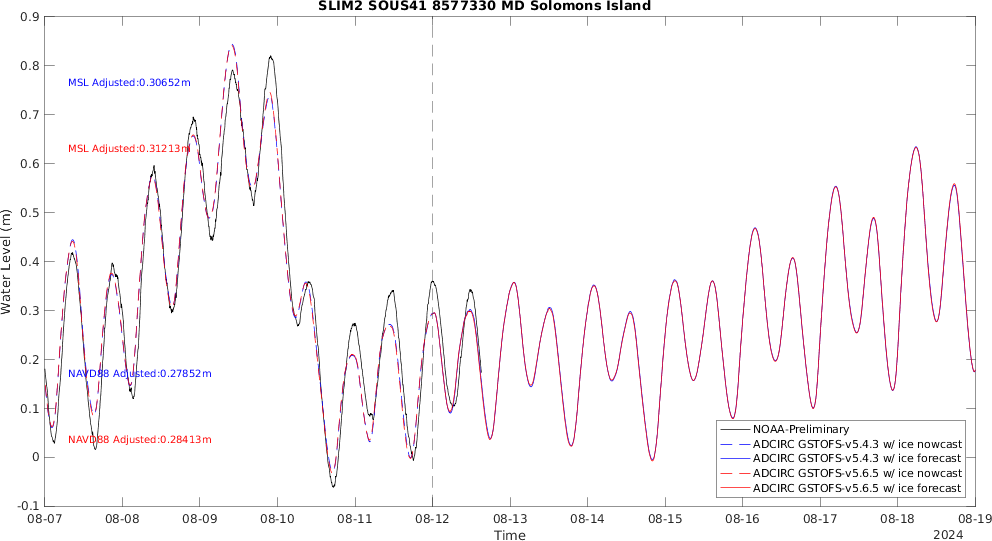 SLIM2 SOUS41 8577330 MD Solomons Island
Water Level (m)
0.9
0.8
0.7
0.6
0.5
0.4
0.3
0.2
0.1
0
-0.1
MSL Adjusted:0.30652m
MSL Adjusted:0.31213m
NAVD88 Adjusted:0.27852m
NAVD88 Adjusted:0.28413m
NOAA-Preliminary
ADCIRC GSTOFS-v5.4.3 w/ ice nowcast
ADCIRC GSTOFS-v5.4.3 w/ ice forecast
ADCIRC GSTOFS-v5.6.5 w/ ice nowcast
ADCIRC GSTOFS-v5.6.5 w/ ice forecast
08-07 08-08 08-09 08-10 08-11 08-12 08-13 08-14 08-15 08-16 08-17 08-18 08-19
Time
2024